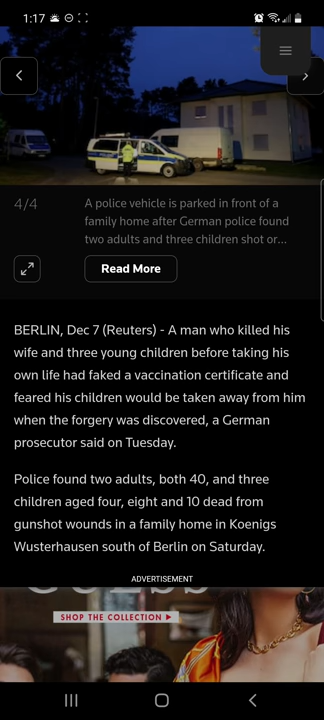 1:17
4/4
A police vehicle is parked in front of a
family home after German police found
two adults and three children shot or...
Read More
BERLIN, Dec 7 (Reuters) - A man who killed his
wife and three young children before taking his
own life had faked a vaccination certificate and
feared his children would be taken away from him
when the forgery was discovered, a German
prosecutor said on Tuesday.
Police found two adults, both 40, and three
children aged four, eight and 10 dead from
gunshot wounds in a family home in Koenigs
Wusterhausen south of Berlin on Saturday.
ADVERTISEMENT
SHOP THE COLLECTION